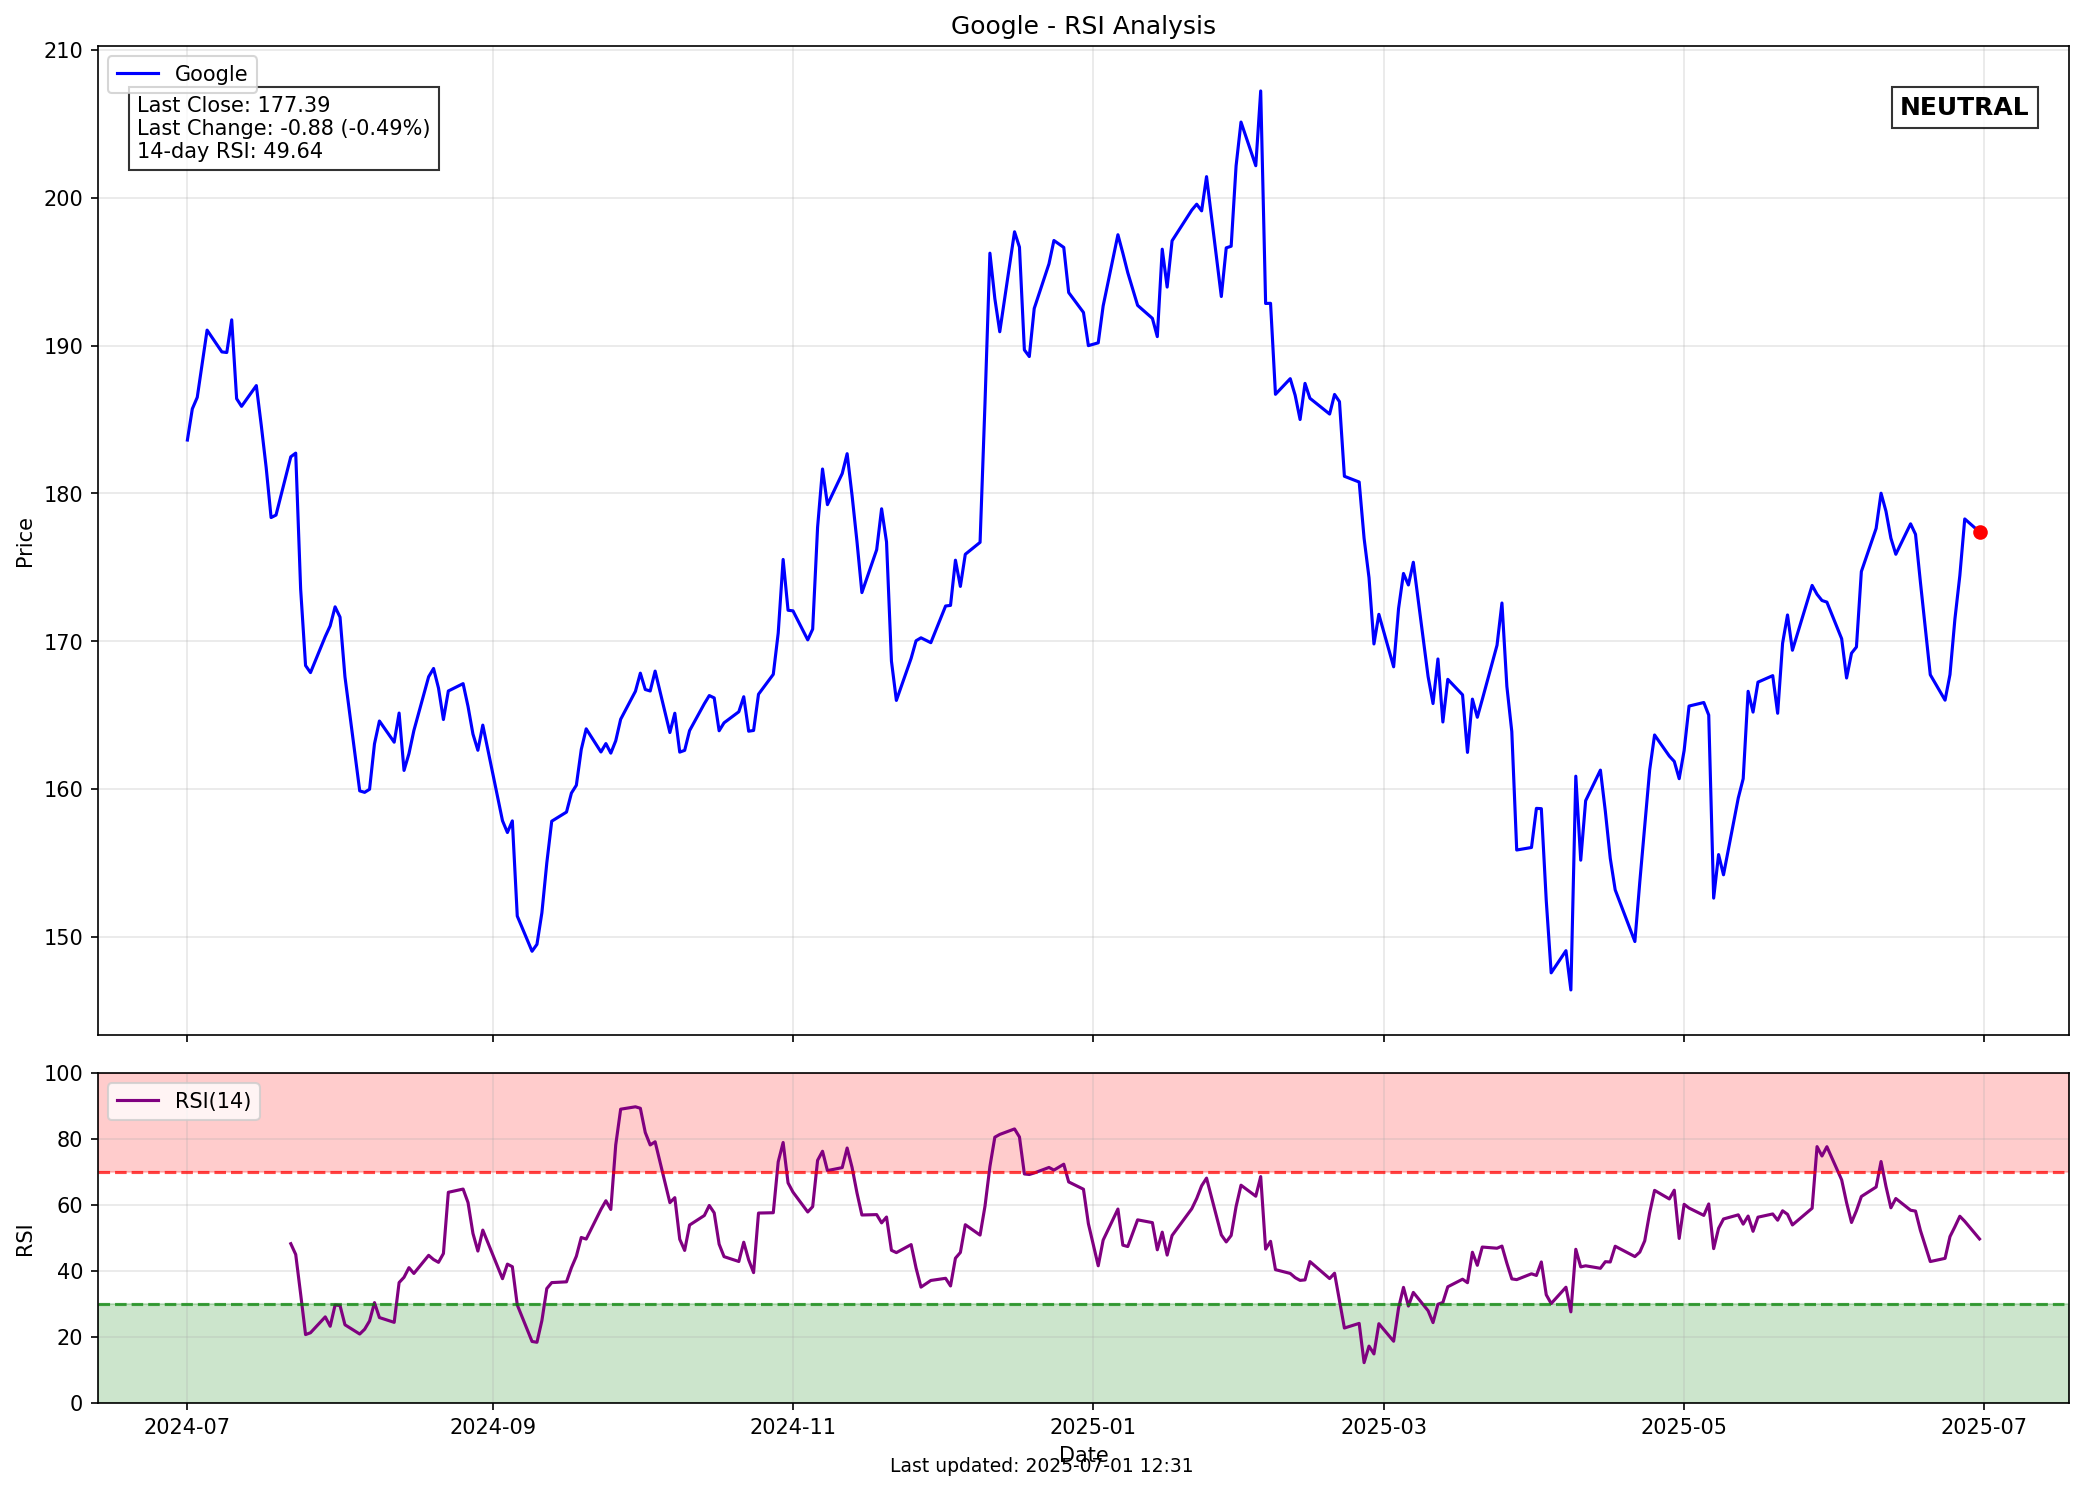 Google - RSI Analysis
Google
Last Close: 177.39
Last Change: -0.88 (-0.49%)
14-day RSI: 49.64
NEUTRAL
210
200
190
180
170
160
150
Price
RSI(14)
100
80
60
40
20
0
RSI
2024-07
2024-09
2024-11
2025-01
2025-03
2025-05
2025-07
Date
Last updated: 2025-07-01 12:31